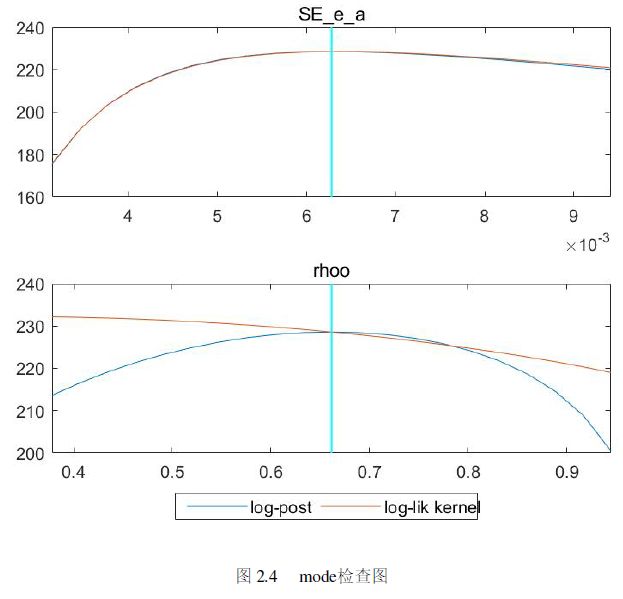 SE_e_a
240
220
200
180
160
4 5 6 7 8 9
×10-3
rhoo
240
230
220
210
200
0.4 0.5 0.6 0.7 0.8 0.9
log-post log-lik kernel
图 2.4 mode检查图